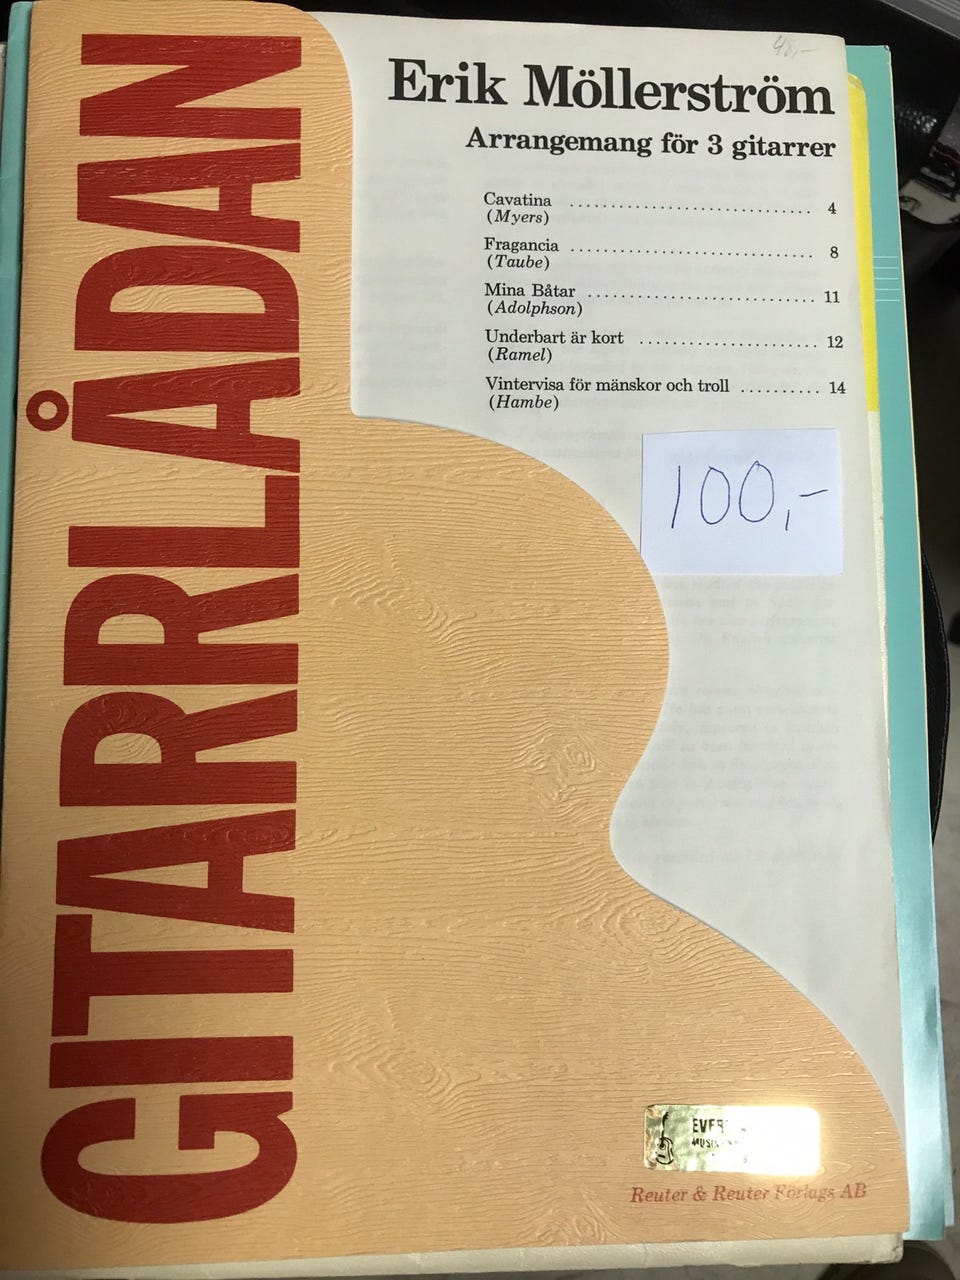 GITARRLÅDAN
48,-
Erik Möllerström
Arrangemang för 3 gitarrer
Cavatina .............................. 4
(Myers)
Fragancia .............................. 8
(Taube)
Mina Båtar ............................ 11
(Adolphson)
Underbart är kort ...................... 12
(Ramel)
Vintervisa för mänskor och troll .......... 14
(Hambe)
100,-
Reuter & Reuter Förlags AB